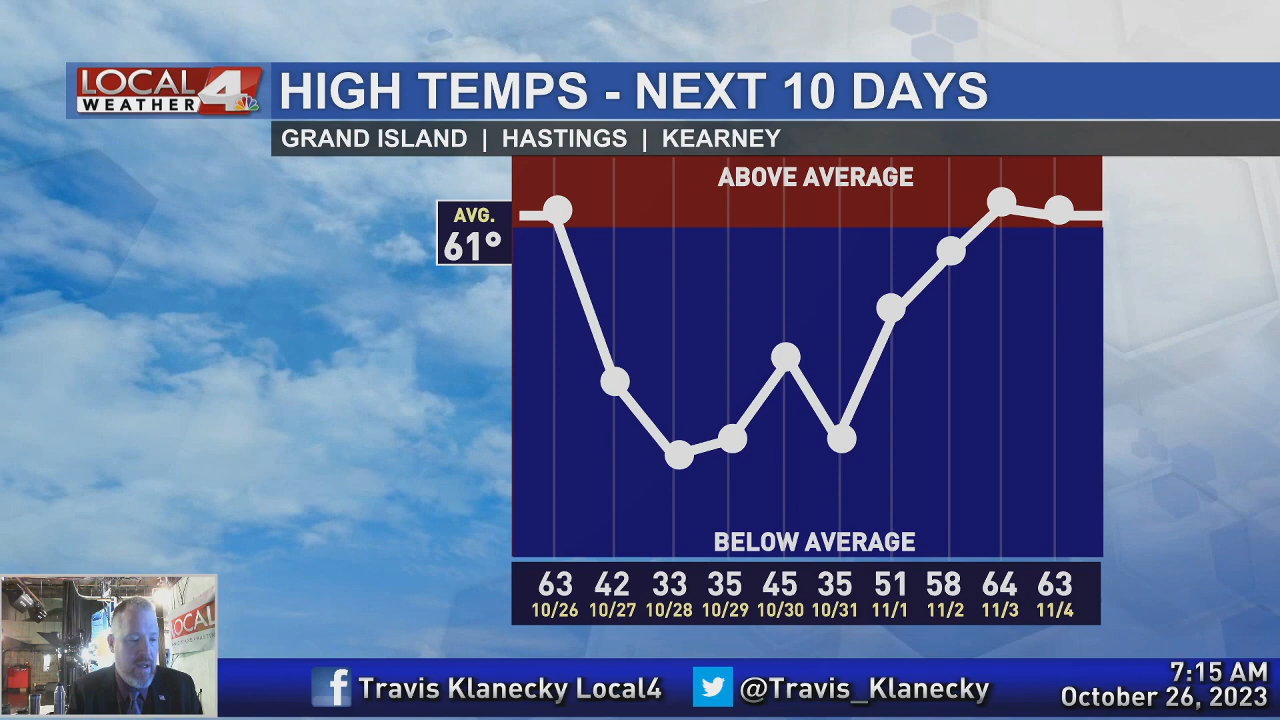 LOCAL 4
WEATHER
HIGH TEMPS - NEXT 10 DAYS
GRAND ISLAND | HASTINGS | KEARNEY
ABOVE AVERAGE
AVG.
61°
BELOW AVERAGE
63 42 33 35 45 35 51 58 64 63
10/26 10/27 10/28 10/29 10/30 10/31 11/1 11/2 11/3 11/4
LOCAL
Travis Klanecky Local4
@Travis_Klanecky
7:15 AM
October 26, 2023